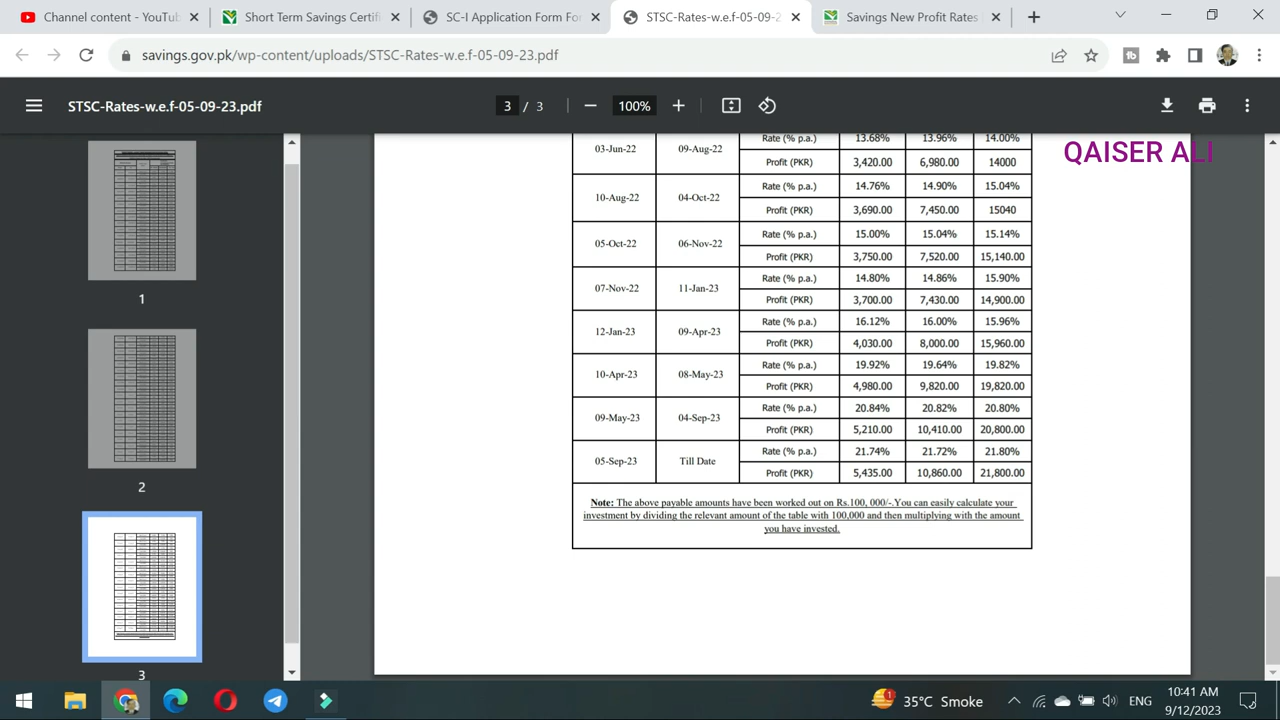 Channel content - YouTu
Short Term Savings Certifi
SC-I Application Form For
STSC-Rates-w.e.f-05-09-2
Savings New Profit Rates
savings.gov.pk/wp-content/uploads/STSC-Rates-w.e.f-05-09-23.pdf
STSC-Rates-w.e.f-05-09-23.pdf
3 / 3
100%
QAISER ALI
03-Jun-22 09-Aug-22 Rate (% p.a.) 13.68% 13.96% 14.00%
Profit (PKR) 3,420.00 6,980.00 14000
10-Aug-22 04-Oct-22 Rate (% p.a.) 14.76% 14.90% 15.04%
Profit (PKR) 3,690.00 7,450.00 15040
05-Oct-22 06-Nov-22 Rate (% p.a.) 15.00% 15.04% 15.14%
Profit (PKR) 3,750.00 7,520.00 15,140.00
07-Nov-22 11-Jan-23 Rate (% p.a.) 14.80% 14.86% 15.90%
Profit (PKR) 3,700.00 7,430.00 14,900.00
12-Jan-23 09-Apr-23 Rate (% p.a.) 16.12% 16.00% 15.96%
Profit (PKR) 4,030.00 8,000.00 15,960.00
10-Apr-23 08-May-23 Rate (% p.a.) 19.92% 19.64% 19.82%
Profit (PKR) 4,980.00 9,820.00 19,820.00
09-May-23 04-Sep-23 Rate (% p.a.) 20.84% 20.82% 20.80%
Profit (PKR) 5,210.00 10,410.00 20,800.00
05-Sep-23 Till Date Rate (% p.a.) 21.74% 21.72% 21.80%
Profit (PKR) 5,435.00 10,860.00 21,800.00
Note: The above payable amounts have been worked out on Rs.100, 000/-.You can easily calculate your
investment by dividing the relevant amount of the table with 100,000 and then multiplying with the amount
you have invested.
1
2
3
1
35°C Smoke
ENG
10:41 AM
9/12/2023